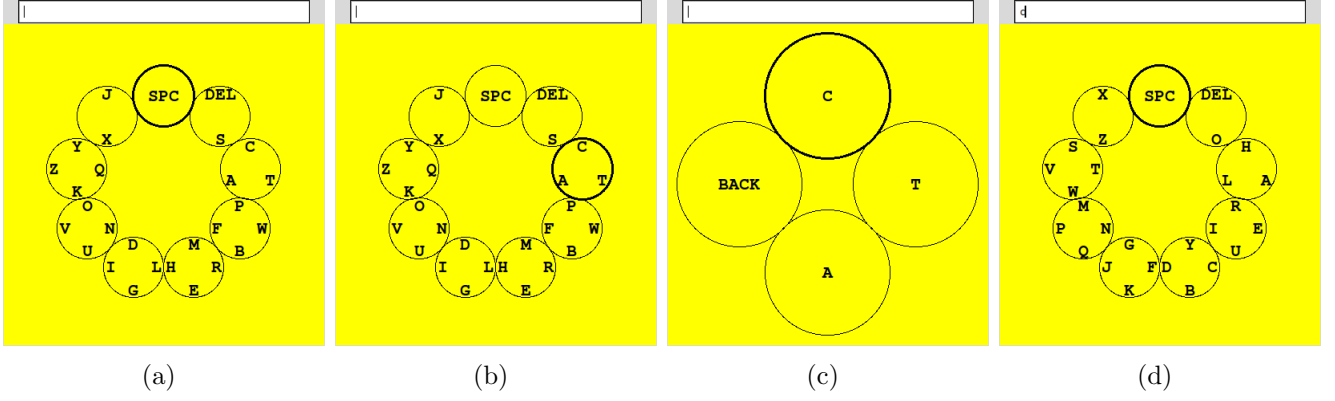 J SPC DEL
X S
Y C
Z Q A T
K
O P
V N F W
U B
D M
I L H R
G E
(a)
J SPC DEL
X S
Y C
Z Q A T
K
O P
V N F W
U B
D M
I L H R
G E
(b)
C
BACK T
A
(c)
c
X SPC DEL
Z O
S H
V T L A
W
M R
P N I E
Q U
G Y
J F D C
K B
(d)